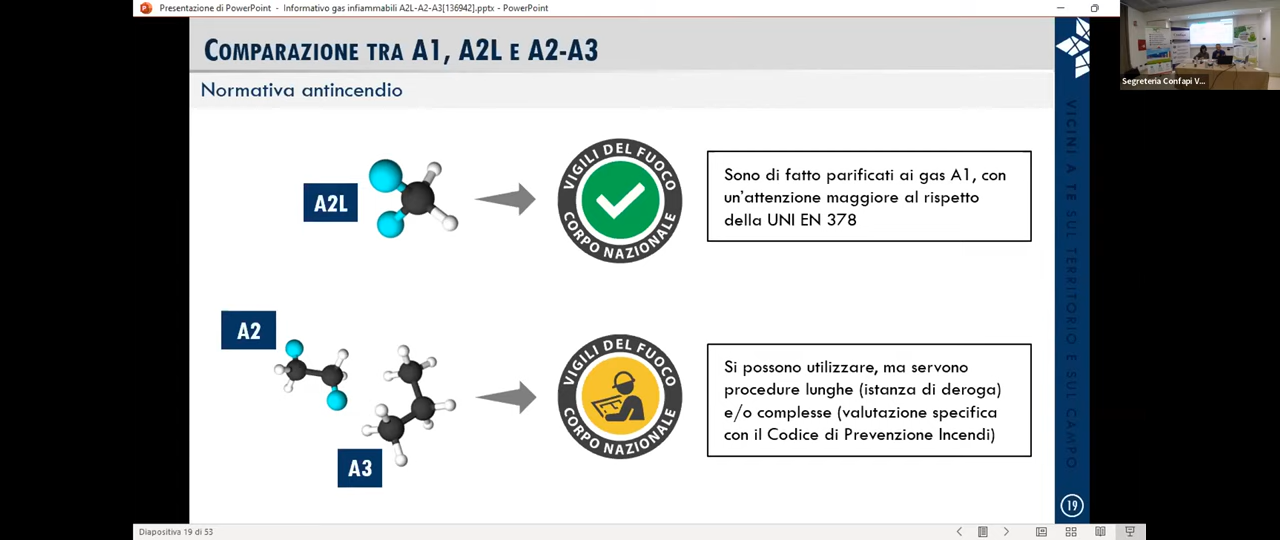 Presentazione di PowerPoint - Informativo gas infiammabili A2L-A2-A3[136942].pptx - PowerPoint
Segreteria Confapi V...
COMPARAZIONE TRA A1, A2L E A2-A3
Normativa antincendio
A2L
VIGILI DEL FUOCO
CORPO NAZIONALE
Sono di fatto parificati ai gas A1, con
un'attenzione maggiore al rispetto
della UNI EN 378
A2
A3
VIGILI DEL FUOCO
CORPO NAZIONALE
Si possono utilizzare, ma servono
procedure lunghe (istanza di deroga)
e/o complesse (valutazione specifica
con il Codice di Prevenzione Incendi)
VICINI A TE SUL TERRITORIO E SUL CAMPO
19
Diapositiva 19 di 53